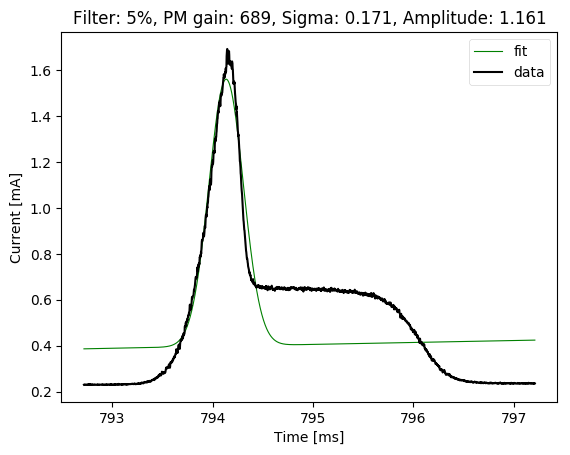 Filter: 5%, PM gain: 689, Sigma: 0.171, Amplitude: 1.161
fit
data
Current [mA]
1.6
1.4
1.2
1.0
0.8
0.6
0.4
0.2
793 794 795 796 797
Time [ms]